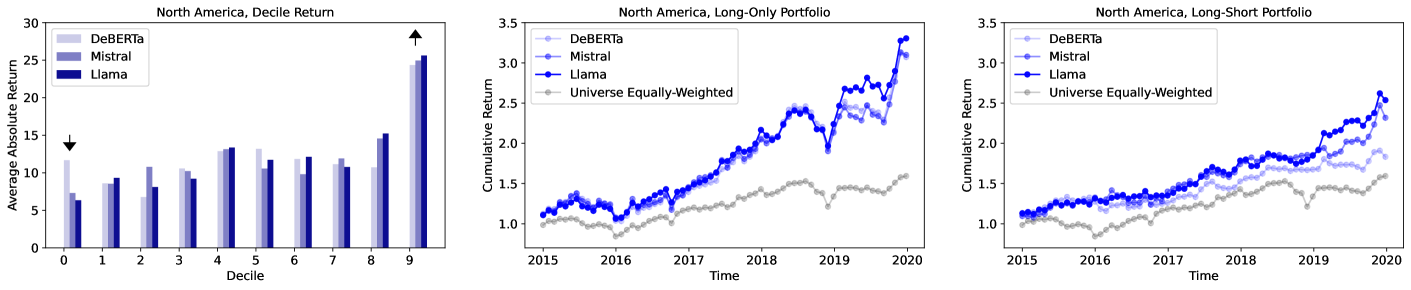 North America, Decile Return
Average Absolute Return
30
25
20
15
10
5
0
DeBERTa
Mistral
Llama
0 1 2 3 4 5 6 7 8 9
Decile
North America, Long-Only Portfolio
Cumulative Return
3.5
3.0
2.5
2.0
1.5
1.0
DeBERTa
Mistral
Llama
Universe Equally-Weighted
2015 2016 2017 2018 2019 2020
Time
North America, Long-Short Portfolio
Cumulative Return
3.5
3.0
2.5
2.0
1.5
1.0
DeBERTa
Mistral
Llama
Universe Equally-Weighted
2015 2016 2017 2018 2019 2020
Time